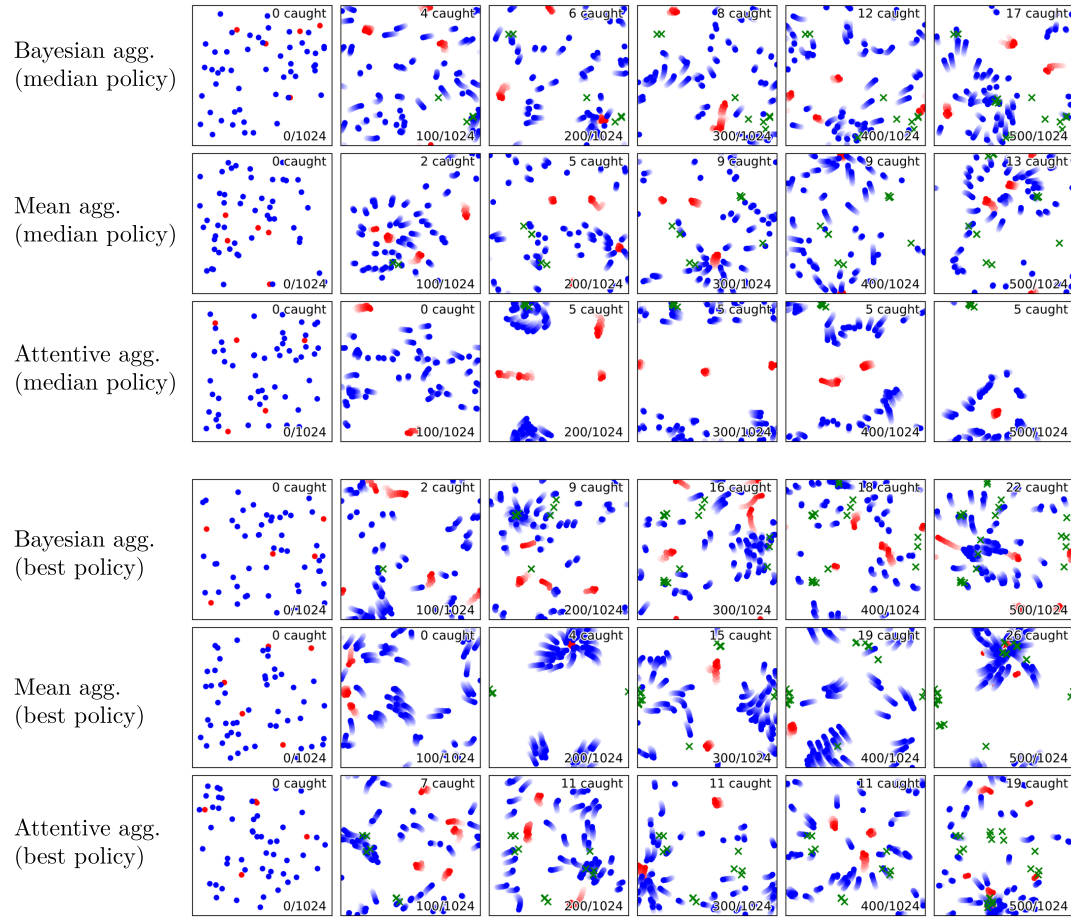 Bayesian agg.
(median policy)
0 caught
0/1024
4 caught
100/1024
6 caught
200/1024
8 caught
300/1024
12 caught
400/1024
17 caught
500/1024
Mean agg.
(median policy)
0 caught
0/1024
2 caught
100/1024
5 caught
200/1024
9 caught
300/1024
9 caught
400/1024
13 caught
500/1024
Attentive agg.
(median policy)
0 caught
0/1024
0 caught
100/1024
5 caught
200/1024
5 caught
300/1024
5 caught
400/1024
5 caught
500/1024
Bayesian agg.
(best policy)
0 caught
0/1024
2 caught
100/1024
9 caught
200/1024
16 caught
300/1024
18 caught
400/1024
22 caught
500/1024
Mean agg.
(best policy)
0 caught
0/1024
0 caught
100/1024
4 caught
200/1024
15 caught
300/1024
19 caught
400/1024
26 caught
500/1024
Attentive agg.
(best policy)
0 caught
0/1024
7 caught
100/1024
11 caught
200/1024
11 caught
300/1024
11 caught
400/1024
19 caught
500/1024